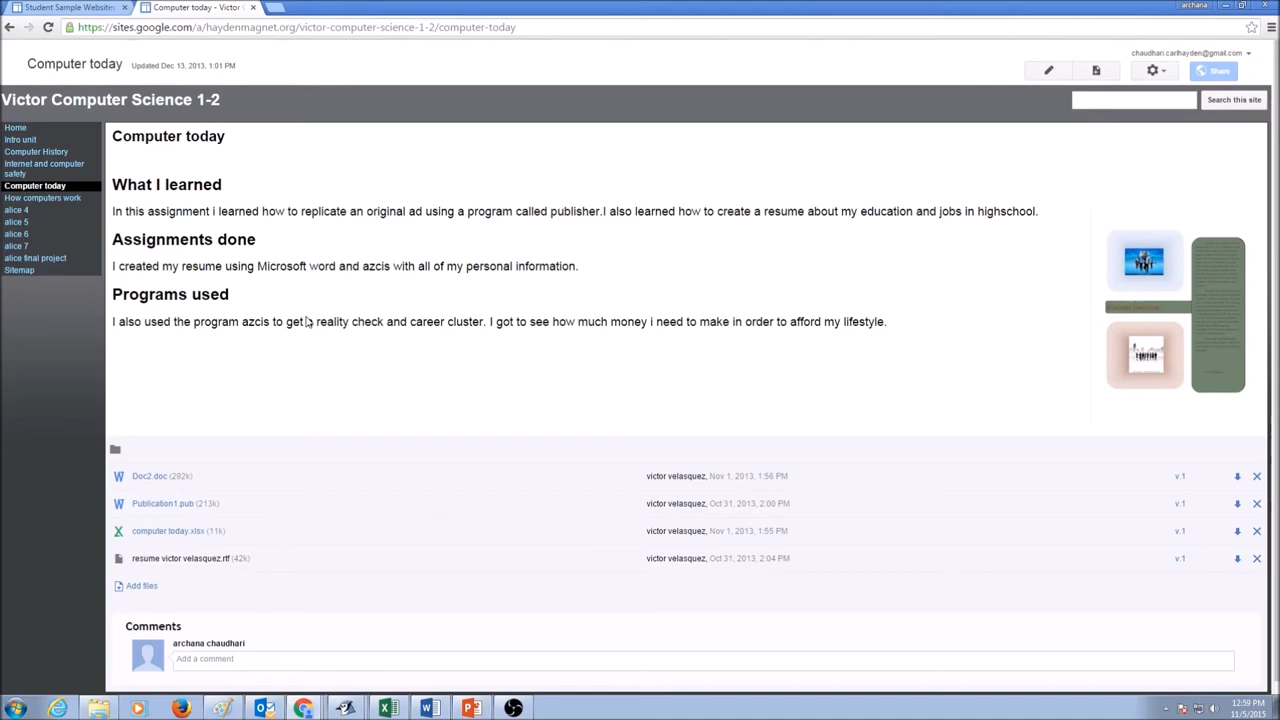 Student Sample Websites
Computer today - Victor C
archana
https://sites.google.com/a/haydenmagnet.org/victor-computer-science-1-2/computer-today
chaudhari.carlhayden@gmail.com
Computer today Updated Dec 13, 2013, 1:01 PM
Share
Victor Computer Science 1-2
Search this site
Home
Intro unit
Computer History
Internet and computer
safety
Computer today
How computers work
alice 4
alice 5
alice 6
alice 7
alice final project
Sitemap
Computer today
What I learned
In this assignment i learned how to replicate an original ad using a program called publisher.I also learned how to create a resume about my education and jobs in highschool.
Assignments done
I created my resume using Microsoft word and azcis with all of my personal information.
Programs used
I also used the program azcis to get a reality check and career cluster. I got to see how much money i need to make in order to afford my lifestyle.
Doc2.doc (292k) victor velasquez, Nov 1, 2013, 1:56 PM v.1
Publication1.pub (213k) victor velasquez, Oct 31, 2013, 2:00 PM v.1
computer today.xlsx (11k) victor velasquez, Nov 1, 2013, 1:55 PM v.1
resume victor velasquez.rtf (42k) victor velasquez, Oct 31, 2013, 2:04 PM v.1
Add files
Comments
archana chaudhari
Add a comment
12:59 PM
11/5/2015